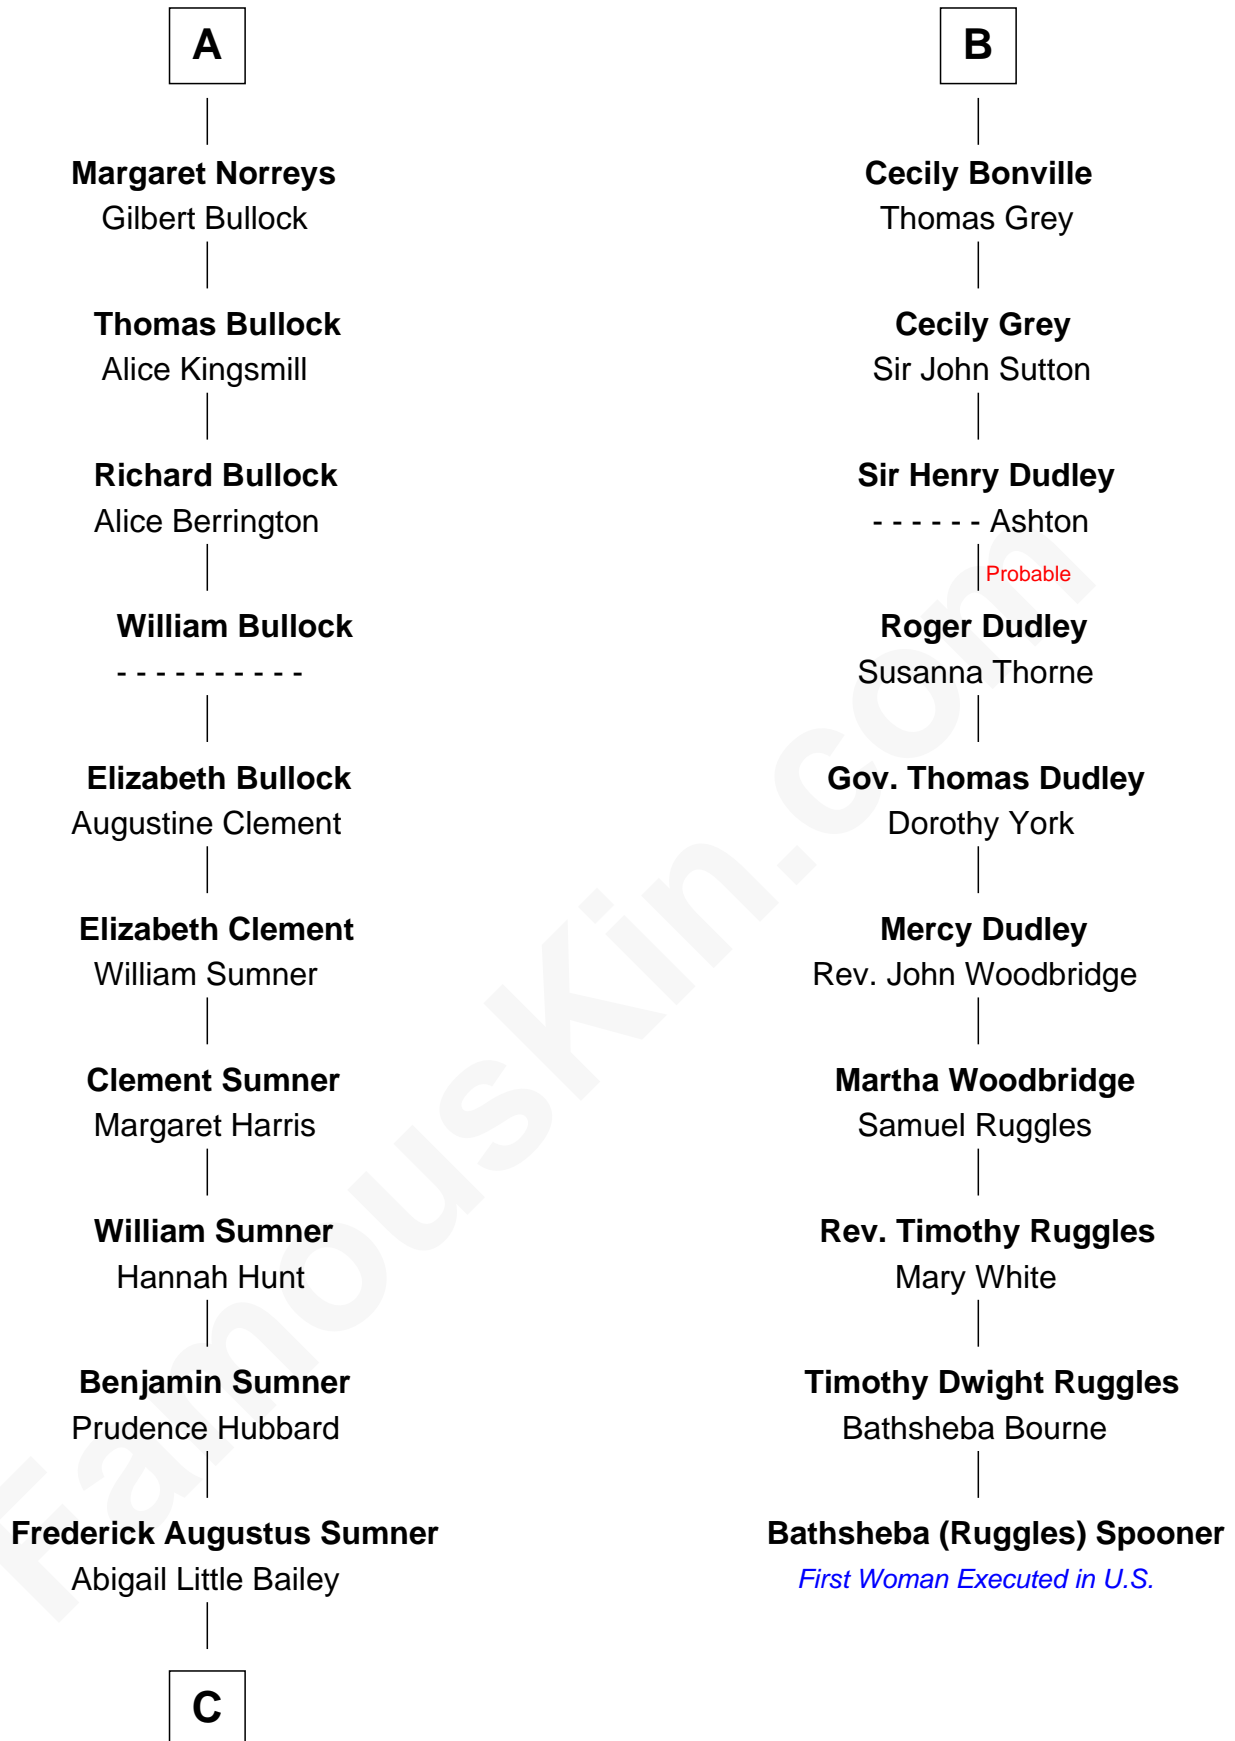 A
Margaret Norreys
Gilbert Bullock
Thomas Bullock
Alice Kingsmill
Richard Bullock
Alice Berrington
William Bullock
- - - - - - - - - -
Elizabeth Bullock
Augustine Clement
Elizabeth Clement
William Sumner
Clement Sumner
Margaret Harris
William Sumner
Hannah Hunt
Benjamin Sumner
Prudence Hubbard
Frederick Augustus Sumner
Abigail Little Bailey
C
B
Cecily Bonville
Thomas Grey
Cecily Grey
Sir John Sutton
Sir Henry Dudley
- - - - - - Ashton
Probable
Roger Dudley
Susanna Thorne
Gov. Thomas Dudley
Dorothy York
Mercy Dudley
Rev. John Woodbridge
Martha Woodbridge
Samuel Ruggles
Rev. Timothy Ruggles
Mary White
Timothy Dwight Ruggles
Bathsheba Bourne
Bathsheba (Ruggles) Spooner
First Woman Executed in U.S.
FamousKin.com